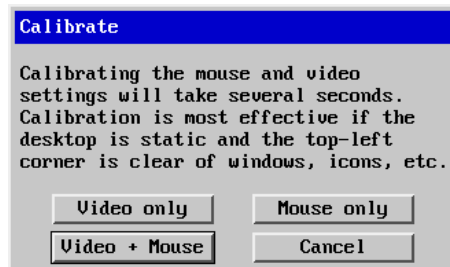 Calibrate
Calibrating the mouse and video
settings will take several seconds.
Calibration is most effective if the
desktop is static and the top-left
corner is clear of windows, icons, etc.
Video only
Mouse only
Video + Mouse
Cancel